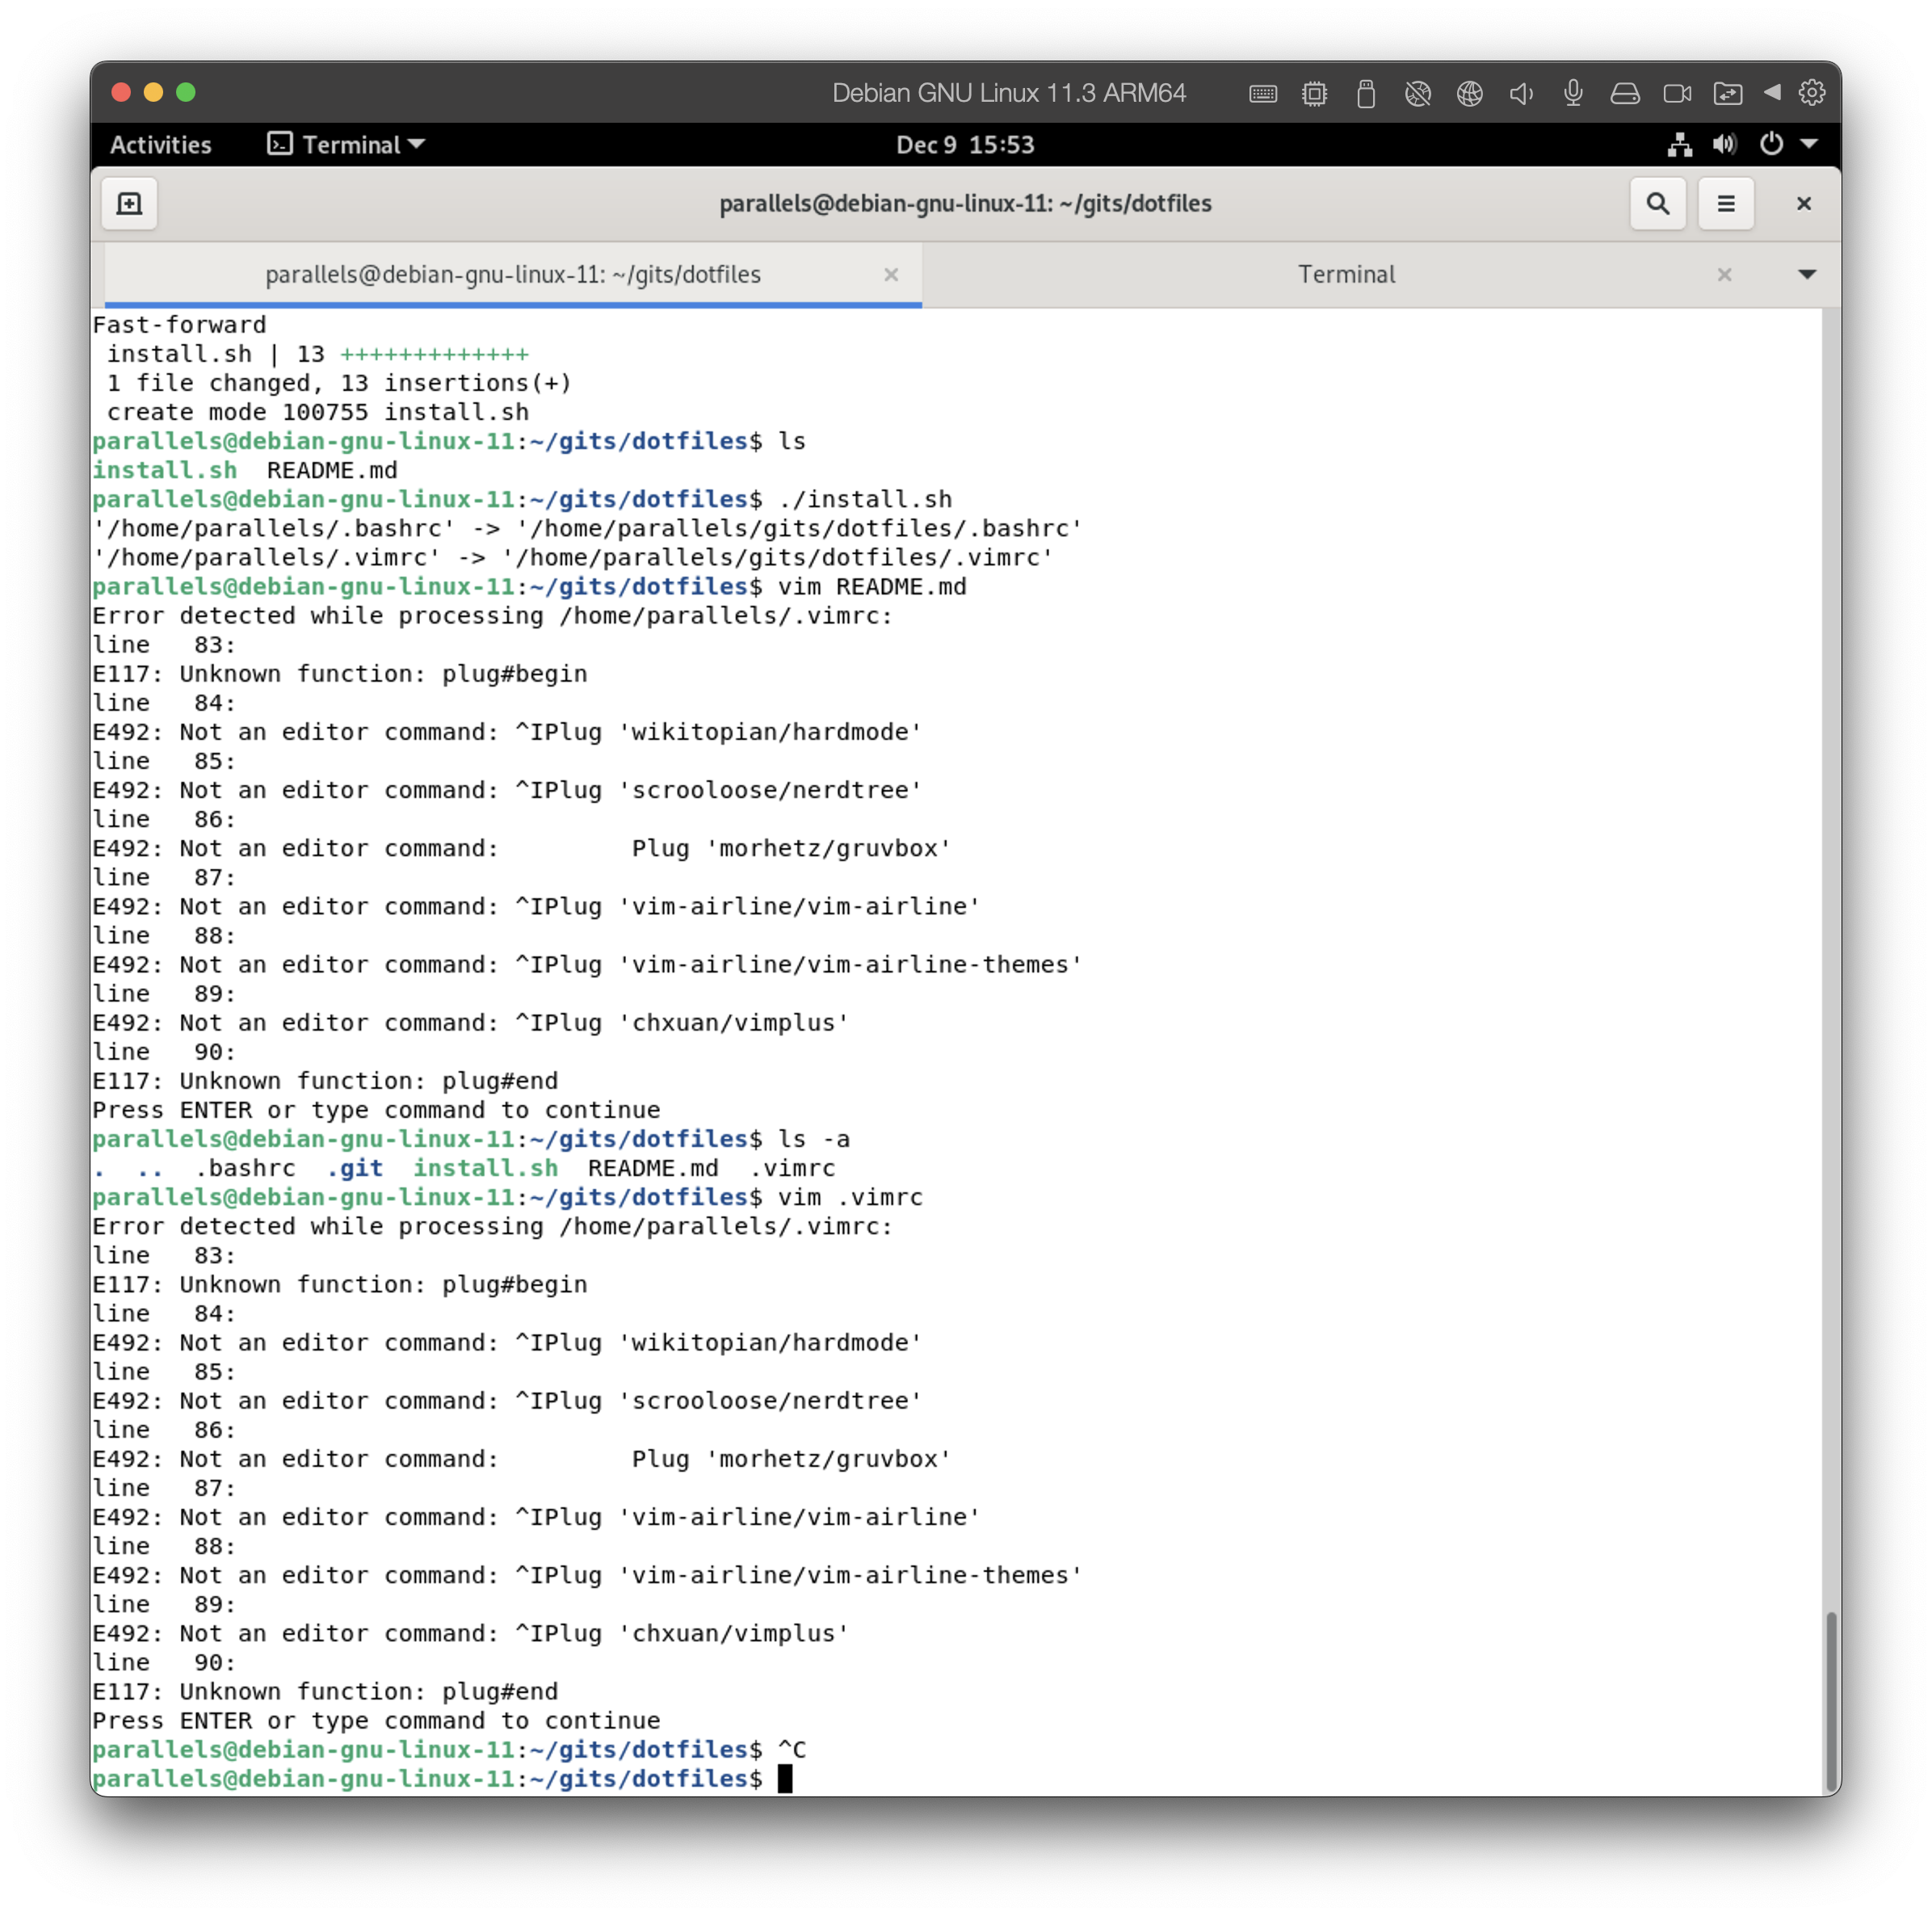 Debian GNU Linux 11.3 ARM64
Activities Terminal Dec 9 15:53
parallels@debian-gnu-linux-11: ~/gits/dotfiles
parallels@debian-gnu-linux-11: ~/gits/dotfiles Terminal
Fast-forward
 install.sh | 13 +++++++++++++
 1 file changed, 13 insertions(+)
 create mode 100755 install.sh
parallels@debian-gnu-linux-11:~/gits/dotfiles$ ls
install.sh  README.md
parallels@debian-gnu-linux-11:~/gits/dotfiles$ ./install.sh
'/home/parallels/.bashrc' -> '/home/parallels/gits/dotfiles/.bashrc'
'/home/parallels/.vimrc' -> '/home/parallels/gits/dotfiles/.vimrc'
parallels@debian-gnu-linux-11:~/gits/dotfiles$ vim README.md
Error detected while processing /home/parallels/.vimrc:
line   83:
E117: Unknown function: plug#begin
line   84:
E492: Not an editor command: ^IPlug 'wikitopian/hardmode'
line   85:
E492: Not an editor command: ^IPlug 'scrooloose/nerdtree'
line   86:
E492: Not an editor command:         Plug 'morhetz/gruvbox'
line   87:
E492: Not an editor command: ^IPlug 'vim-airline/vim-airline'
line   88:
E492: Not an editor command: ^IPlug 'vim-airline/vim-airline-themes'
line   89:
E492: Not an editor command: ^IPlug 'chxuan/vimplus'
line   90:
E117: Unknown function: plug#end
Press ENTER or type command to continue
parallels@debian-gnu-linux-11:~/gits/dotfiles$ ls -a
.  ..  .bashrc  .git  install.sh  README.md  .vimrc
parallels@debian-gnu-linux-11:~/gits/dotfiles$ vim .vimrc
Error detected while processing /home/parallels/.vimrc:
line   83:
E117: Unknown function: plug#begin
line   84:
E492: Not an editor command: ^IPlug 'wikitopian/hardmode'
line   85:
E492: Not an editor command: ^IPlug 'scrooloose/nerdtree'
line   86:
E492: Not an editor command:         Plug 'morhetz/gruvbox'
line   87:
E492: Not an editor command: ^IPlug 'vim-airline/vim-airline'
line   88:
E492: Not an editor command: ^IPlug 'vim-airline/vim-airline-themes'
line   89:
E492: Not an editor command: ^IPlug 'chxuan/vimplus'
line   90:
E117: Unknown function: plug#end
Press ENTER or type command to continue
parallels@debian-gnu-linux-11:~/gits/dotfiles$ ^C
parallels@debian-gnu-linux-11:~/gits/dotfiles$